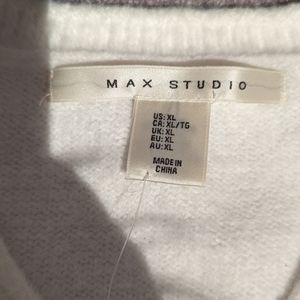 MAX STUDIO
US: XL
CA: XL/TG
UK: XL
EU: XL
AU: XL
MADE IN
CHINA